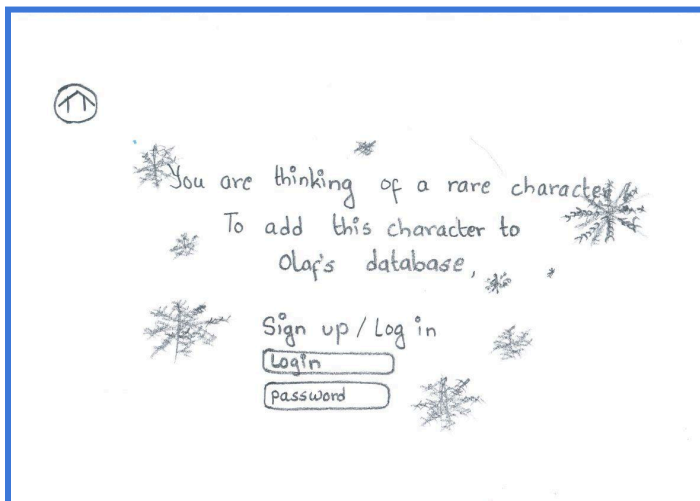 You are thinking of a rare character
To add this character to
Olaf's database,
Sign up / Log in
Login
password